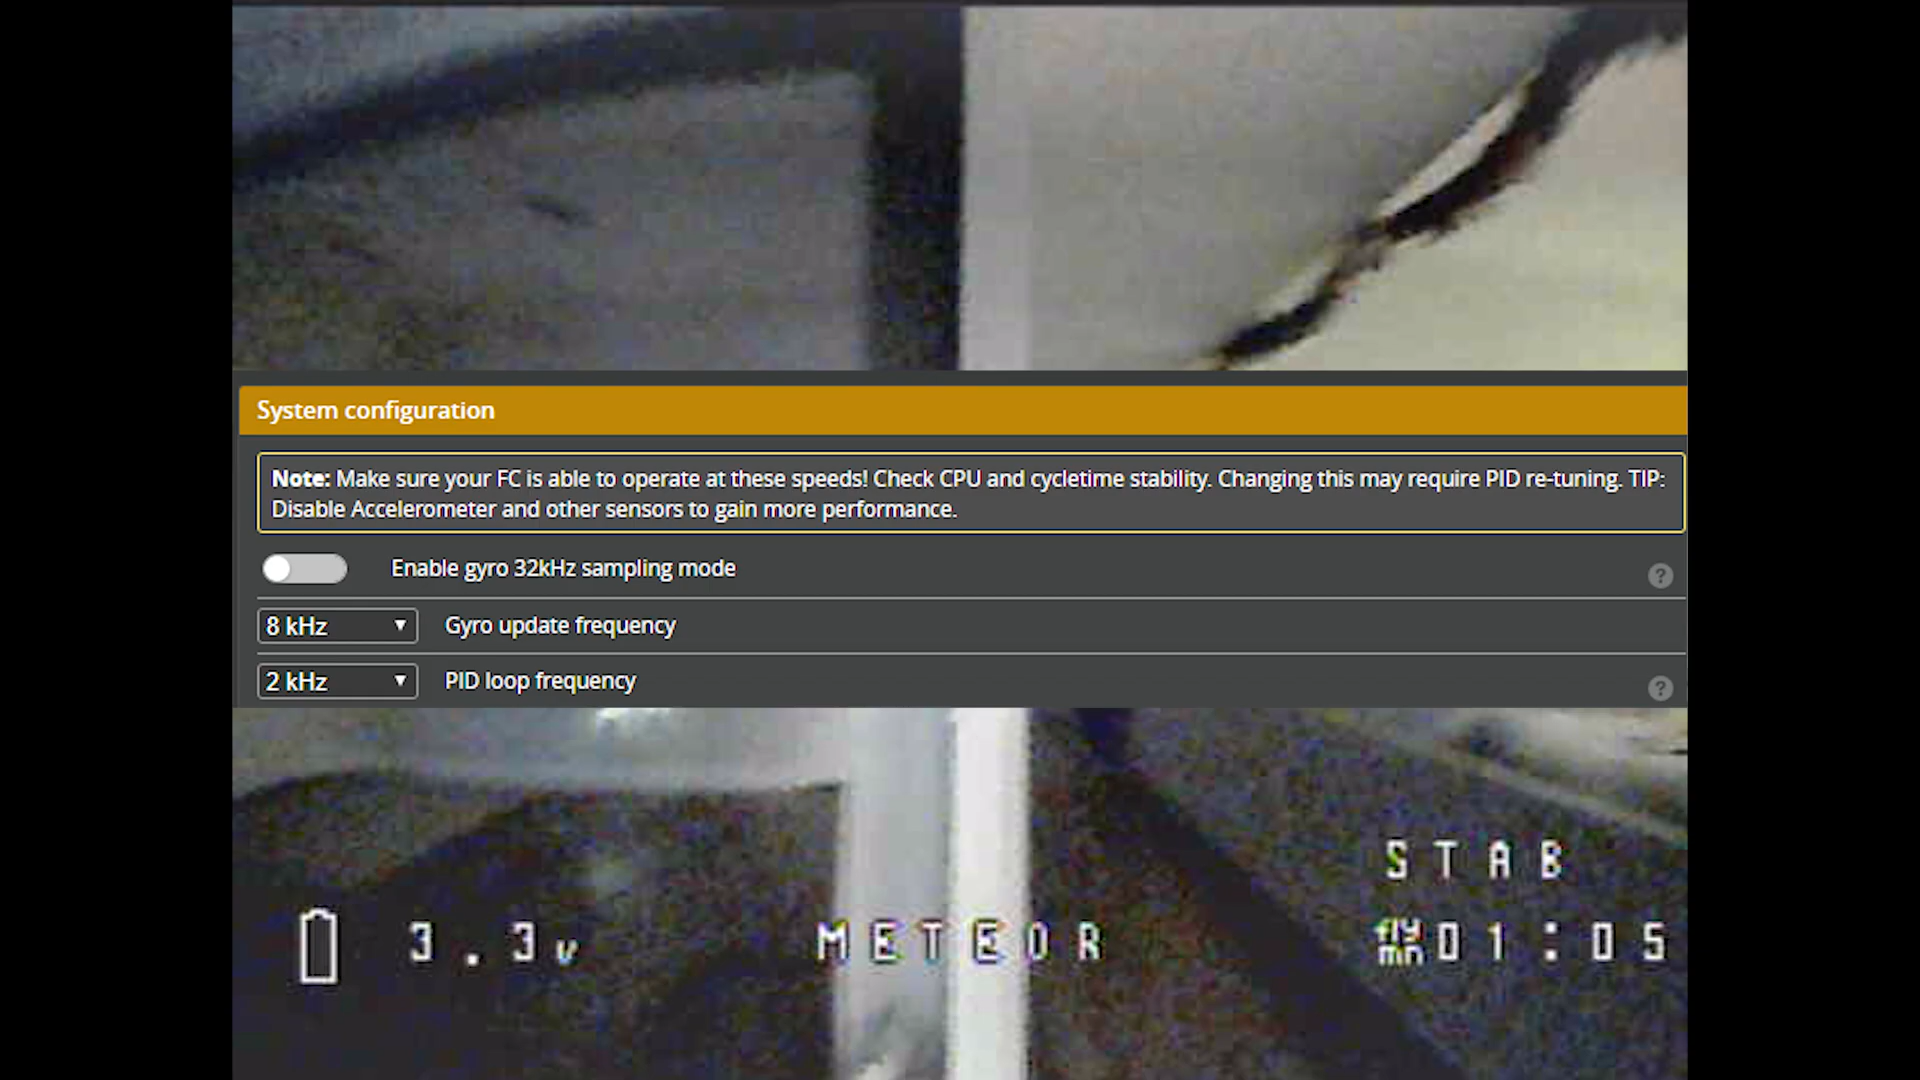 System configuration
Note: Make sure your FC is able to operate at these speeds! Check CPU and cycletime stability. Changing this may require PID re-tuning. TIP:
Disable Accelerometer and other sensors to gain more performance.
Enable gyro 32kHz sampling mode
?
8 kHz Gyro update frequency
2 kHz PID loop frequency
?
STAB
3.3v METEOR fly mn 01:05